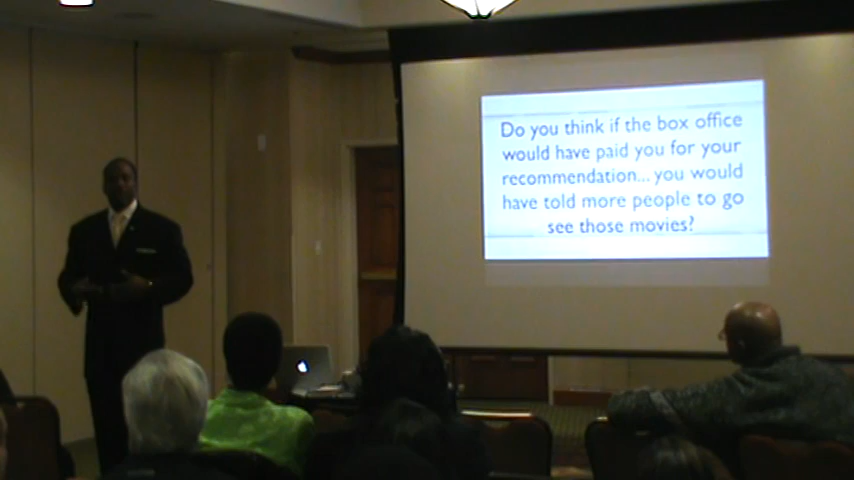 Do you think if the box office
would have paid you for your
recommendation... you would
have told more people to go
see those movies?